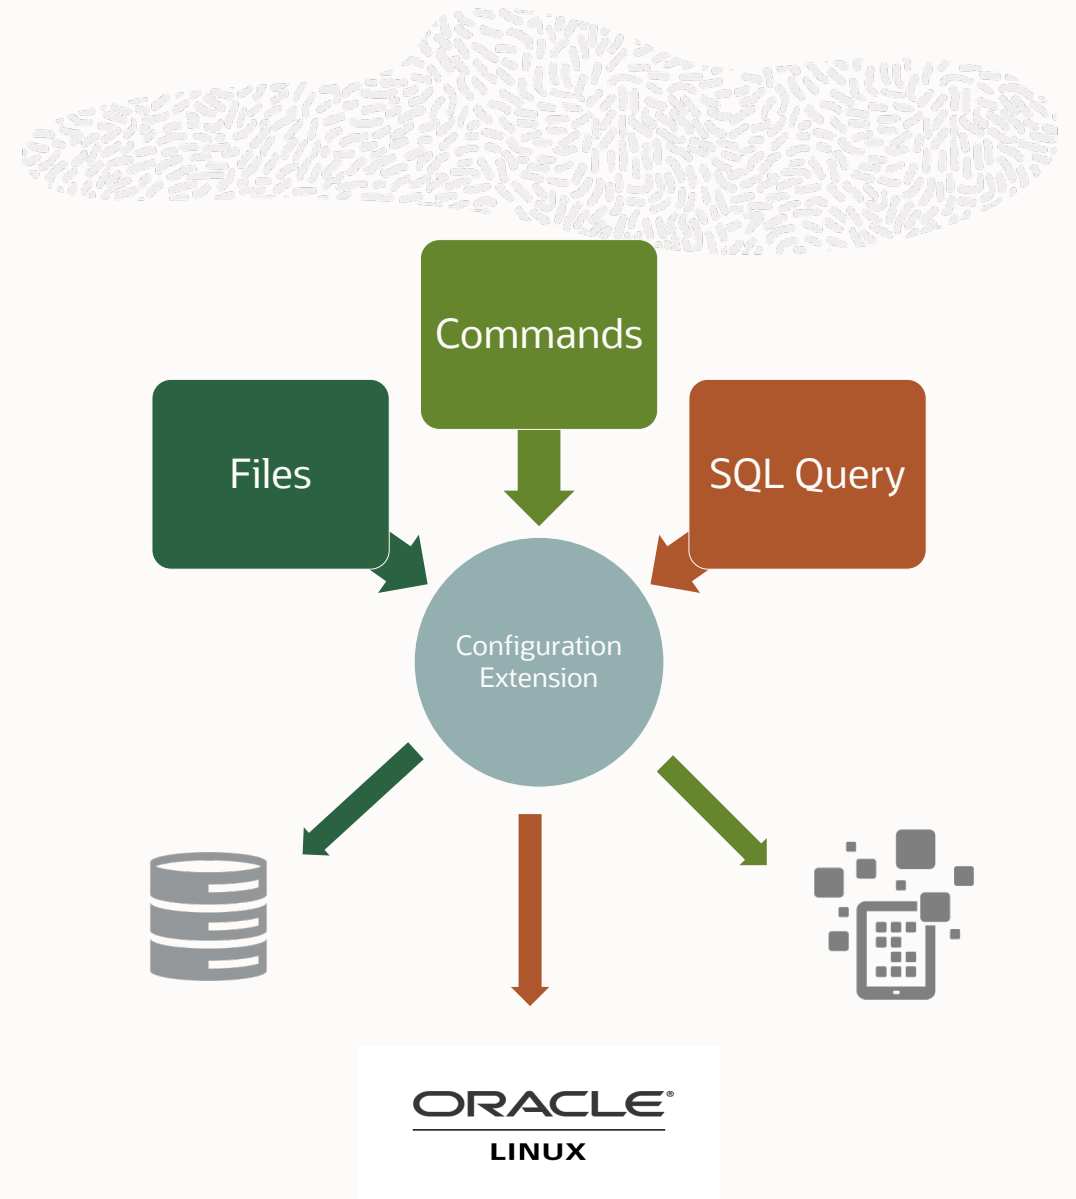 Commands
Files
SQL Query
Configuration
Extension
ORACLE®
LINUX